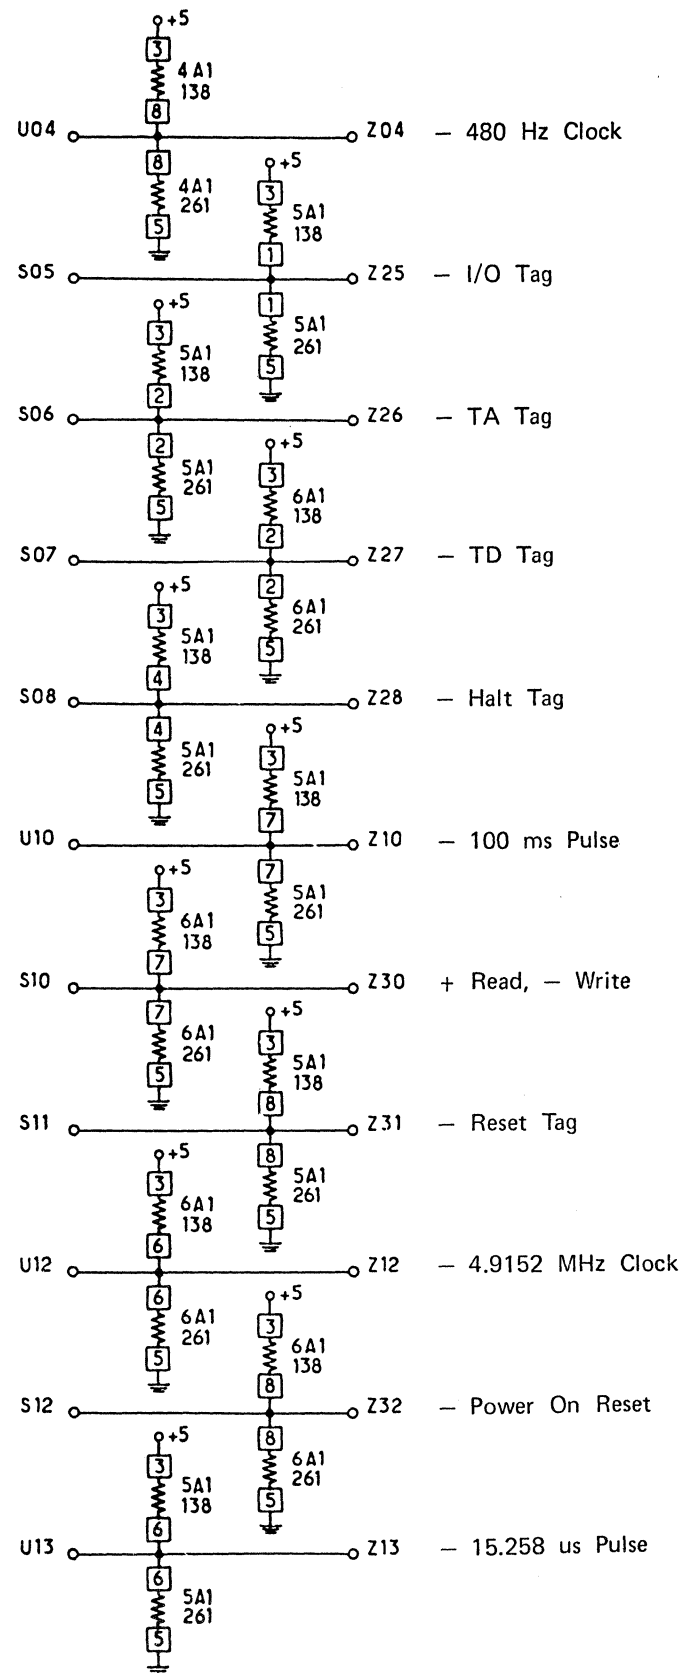 +5
3
4A1
138
8
U04 Z04 – 480 Hz Clock
8
4A1
261
5
+5
3
5A1
138
1
S05 Z25 – I/O Tag
1
5A1
261
5
+5
3
5A1
138
2
S06 Z26 – TA Tag
2
5A1
261
5
+5
3
6A1
138
2
S07 Z27 – TD Tag
2
6A1
261
5
+5
3
5A1
138
4
S08 Z28 – Halt Tag
4
5A1
261
5
+5
3
5A1
138
7
U10 Z10 – 100 ms Pulse
7
5A1
261
5
+5
3
6A1
138
7
S10 Z30 + Read, – Write
7
6A1
261
5
+5
3
5A1
138
8
S11 Z31 – Reset Tag
8
5A1
261
5
+5
3
6A1
138
6
U12 Z12 – 4.9152 MHz Clock
6
6A1
261
5
+5
3
6A1
138
8
S12 Z32 – Power On Reset
8
6A1
261
5
+5
3
5A1
138
6
U13 Z13 – 15.258 us Pulse
6
5A1
261
5